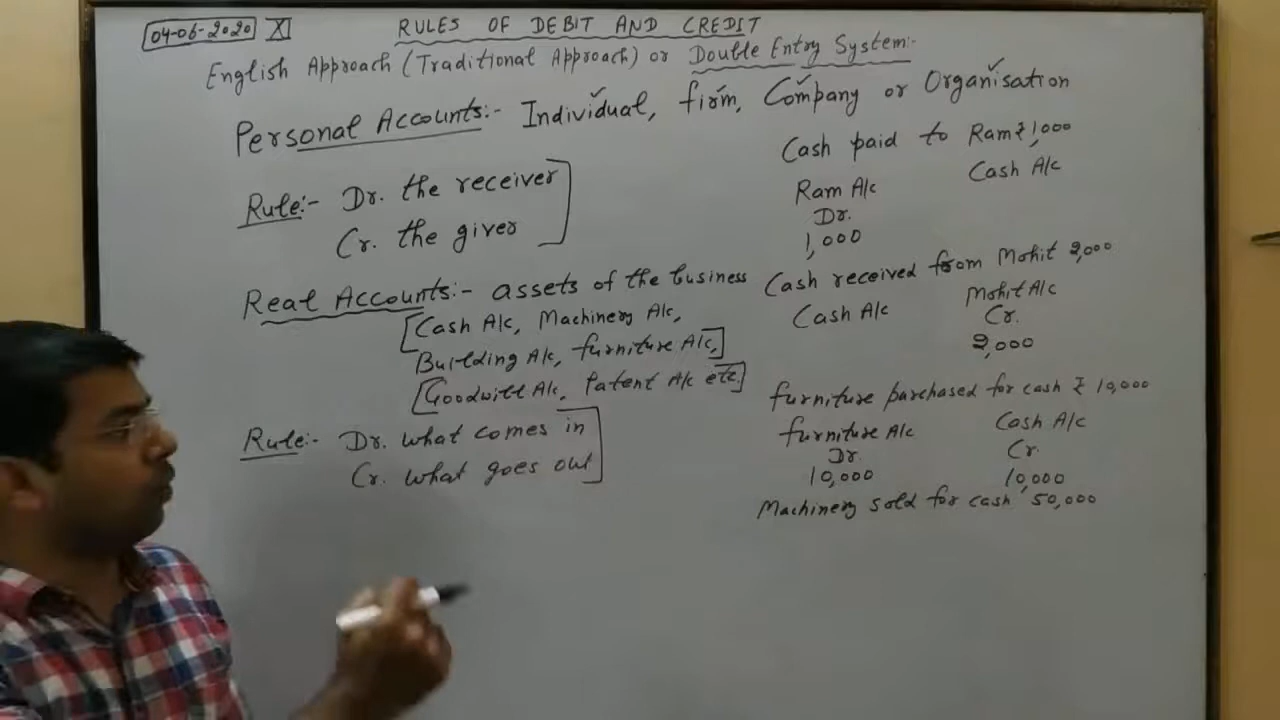 04-06-2020 XI
RULES OF DEBIT AND CREDIT
English Approach (Traditional Approach) or Double Entry System:-
Personal Accounts:- Individual, firm, Company or Organisation
Rule:- Dr. the receiver
Cr. the giver
Real Accounts:- assets of the business
[Cash A/c, Machinery A/c,
Building A/c, furniture A/c,]
[Goodwill A/c, Patent A/c etc.]
Rule:- Dr. what comes in
Cr. what goes out
Cash paid to Ram ₹1,000
Ram A/c Cash A/c
Dr.
1,000
Cash received from Mohit 2,000
Cash A/c Mohit A/c
Cr.
2,000
furniture purchased for cash ₹ 10,000
furniture A/c Cash A/c
Dr. Cr.
10,000 10,000
Machinery sold for cash 50,000